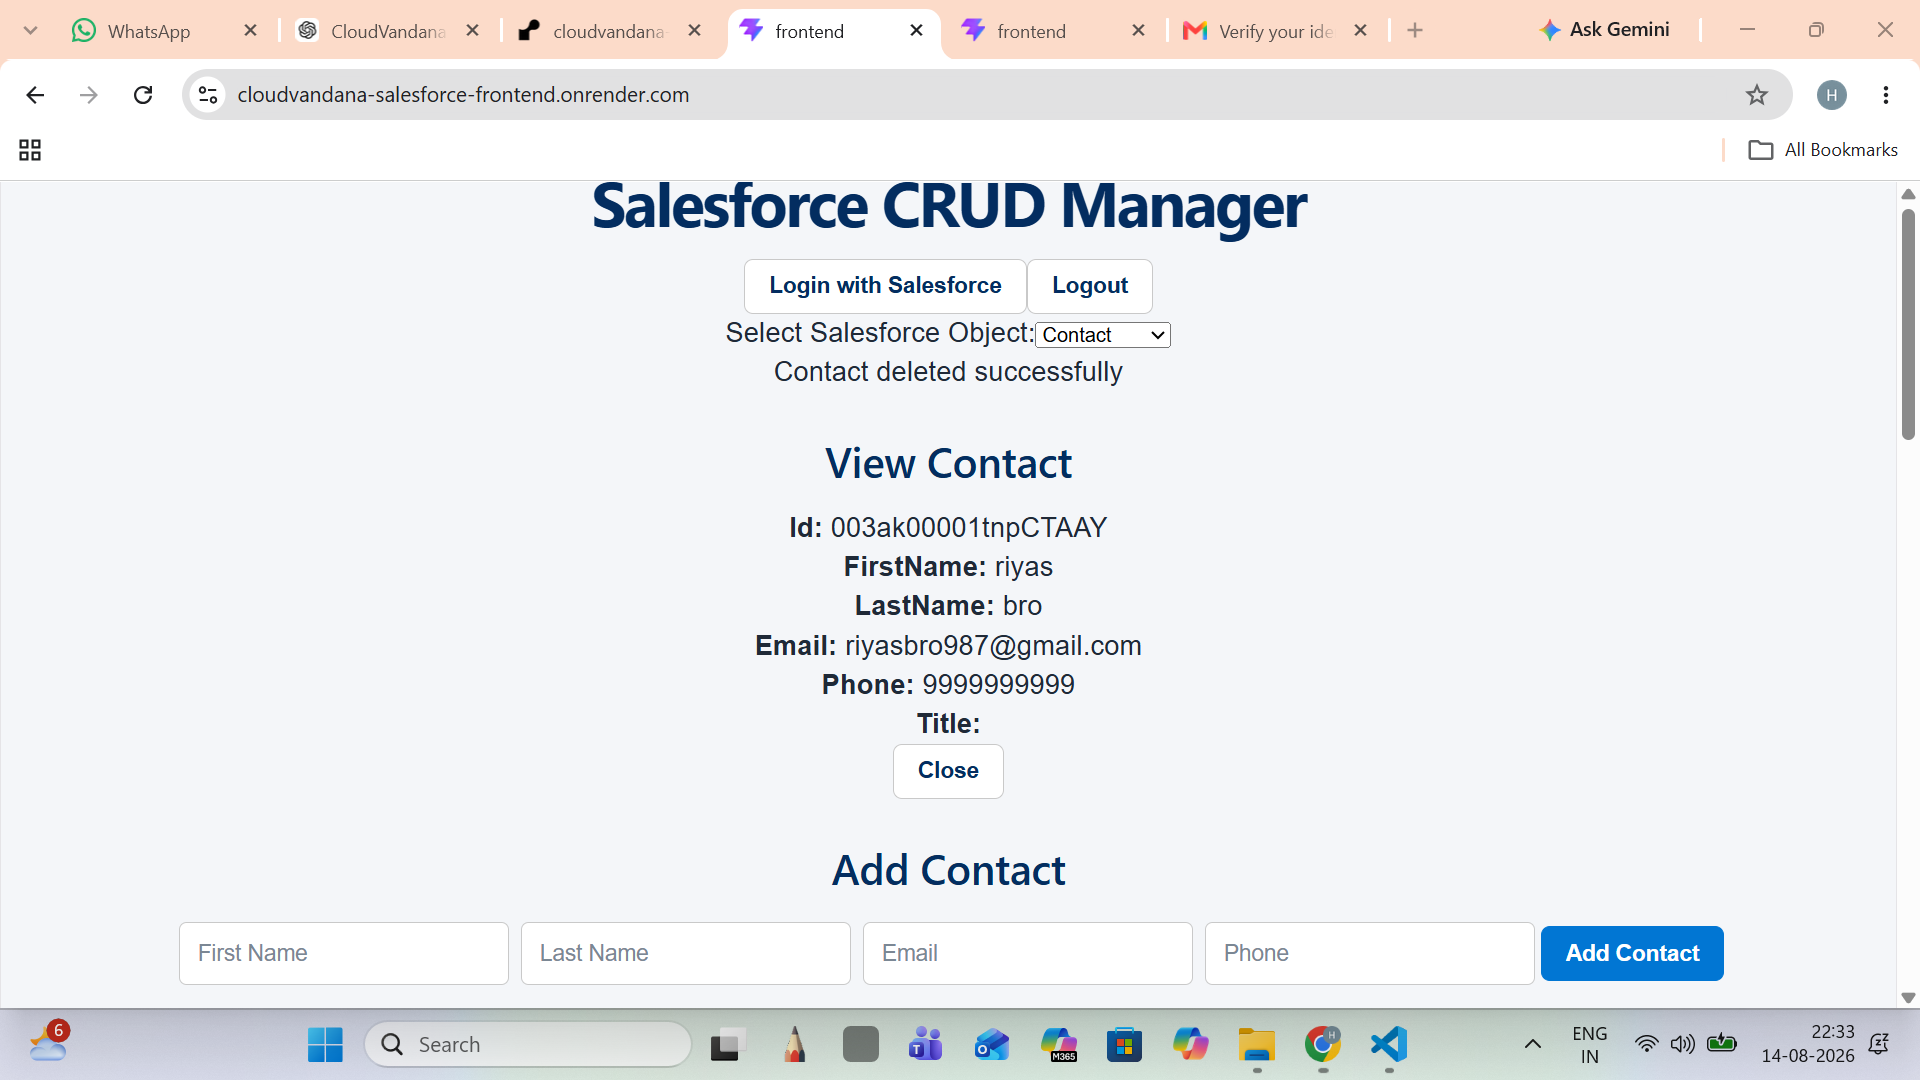 WhatsApp
CloudVandana
cloudvandana-
frontend
frontend
Verify your ide
Ask Gemini
cloudvandana-salesforce-frontend.onrender.com
H
All Bookmarks
Salesforce CRUD Manager
Login with Salesforce
Logout
Select Salesforce Object: Contact
Contact deleted successfully
View Contact
Id: 003ak00001tnpCTAAY
FirstName: riyas
LastName: bro
Email: riyasbro987@gmail.com
Phone: 9999999999
Title:
Close
Add Contact
First Name
Last Name
Email
Phone
Add Contact
6
Search
M365
H
ENG
IN
22:33
14-08-2026